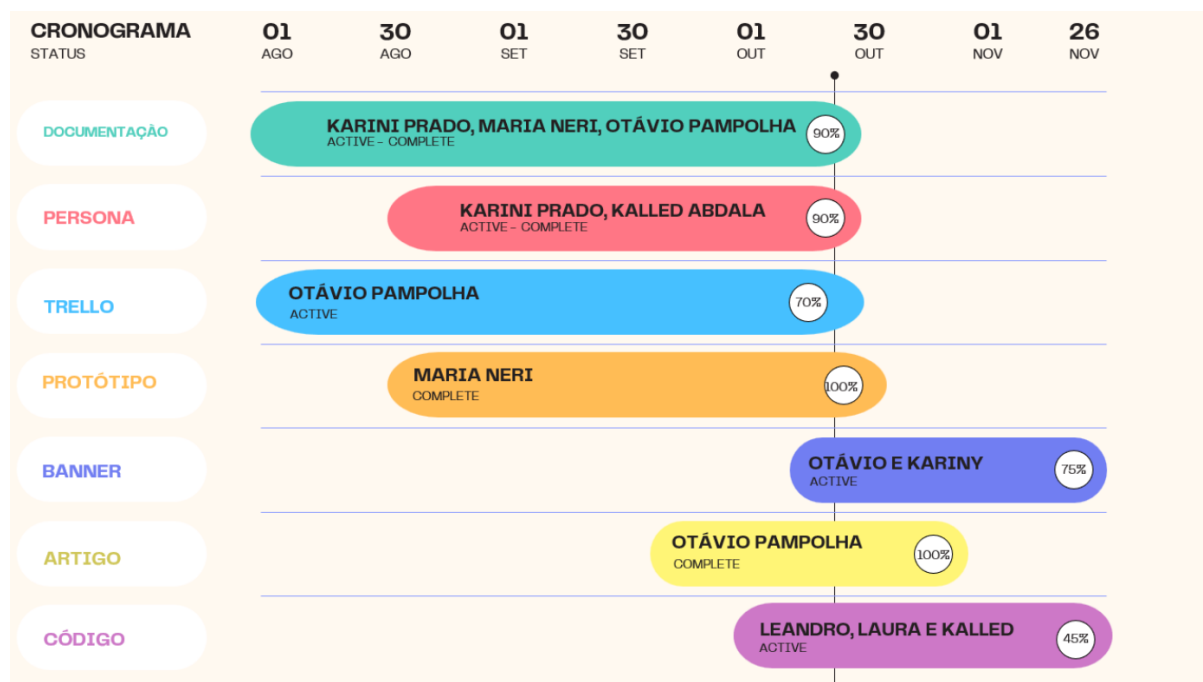 CRONOGRAMA
STATUS
01 30 01 30 01 30 01 26
AGO AGO SET SET OUT OUT NOV NOV
DOCUMENTAÇÀO
KARINI PRADO, MARIA NERI, OTÁVIO PAMPOLHA
ACTIVE - COMPLETE
90%
PERSONA
KARINI PRADO, KALLED ABDALA
ACTIVE - COMPLETE
90%
TRELLO
OTÁVIO PAMPOLHA
ACTIVE
70%
PROTÓTIPO
MARIA NERI
COMPLETE
100%
BANNER
OTÁVIO E KARINY
ACTIVE
75%
ARTIGO
OTÁVIO PAMPOLHA
COMPLETE
100%
CÓDIGO
LEANDRO, LAURA E KALLED
ACTIVE
45%